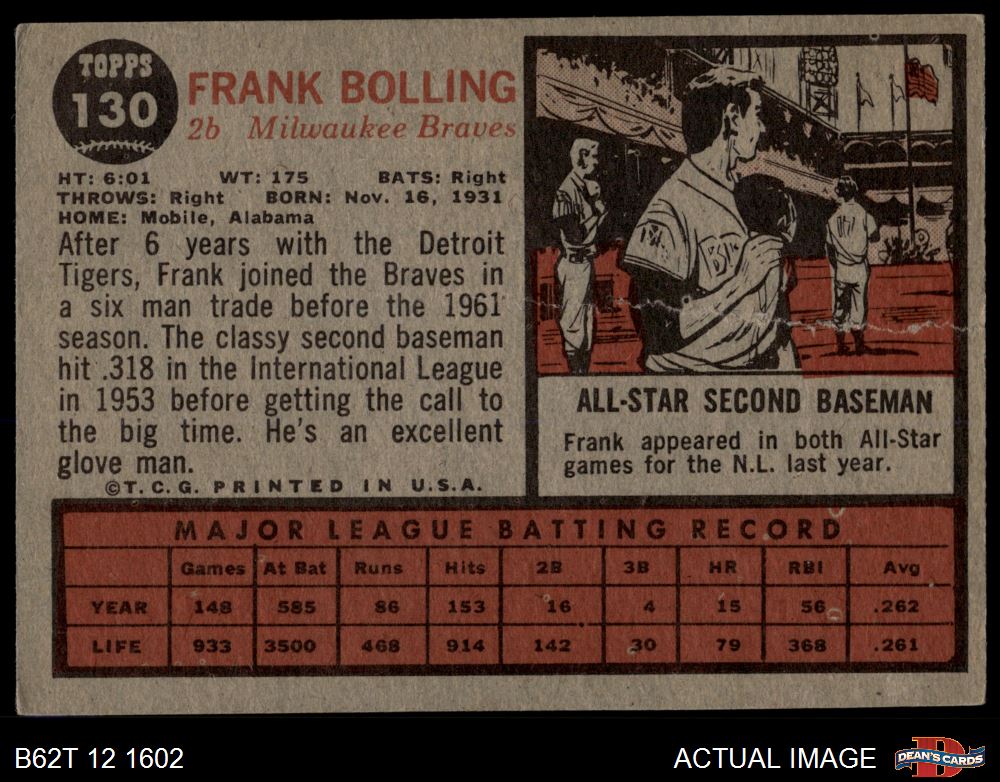 TOPPS
130
FRANK BOLLING
2b Milwaukee Braves
HT: 6:01 WT: 175 BATS: Right
THROWS: Right BORN: Nov. 16, 1931
HOME: Mobile, Alabama
After 6 years with the Detroit
Tigers, Frank joined the Braves in
a six man trade before the 1961
season. The classy second baseman
hit .318 in the International League
in 1953 before getting the call to
the big time. He's an excellent
glove man.
©T.C.G. PRINTED IN U.S.A.
ALL-STAR SECOND BASEMAN
Frank appeared in both All-Star
games for the N.L. last year.
MAJOR LEAGUE BATTING RECORD
Games At Bat Runs Hits 2B 3B HR RBI Avg
YEAR 148 585 86 153 16 4 15 56 .262
LIFE 933 3500 468 914 142 30 79 368 .261
B62T 12 1602
ACTUAL IMAGE
DEAN'S CARDS